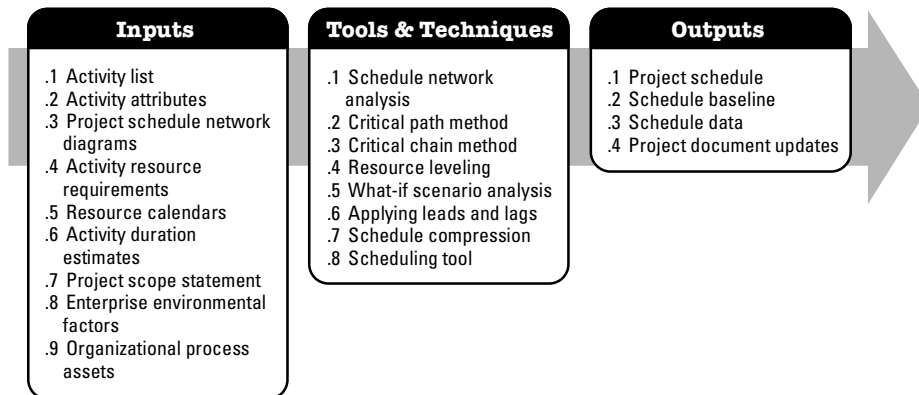 Inputs
.1 Activity list
.2 Activity attributes
.3 Project schedule network
diagrams
.4 Activity resource
requirements
.5 Resource calendars
.6 Activity duration
estimates
.7 Project scope statement
.8 Enterprise environmental
factors
.9 Organizational process
assets
Tools & Techniques
.1 Schedule network
analysis
.2 Critical path method
.3 Critical chain method
.4 Resource leveling
.5 What-if scenario analysis
.6 Applying leads and lags
.7 Schedule compression
.8 Scheduling tool
Outputs
.1 Project schedule
.2 Schedule baseline
.3 Schedule data
.4 Project document updates